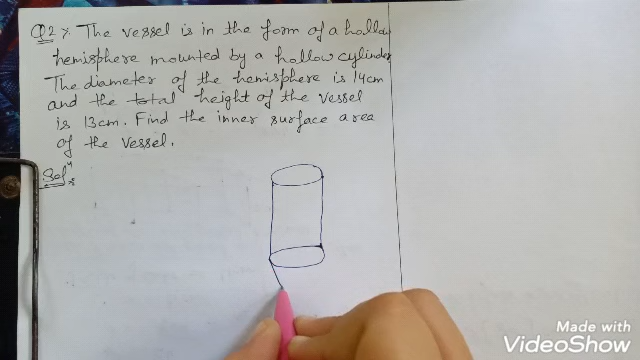 Q2 :- The vessel is in the form of a hollow
hemisphere mounted by a hollow cylinder
The diameter of the hemisphere is 14cm
and the total height of the vessel
is 13cm. Find the inner surface area
of the vessel.
Solⁿ :-
Made with
VideoShow